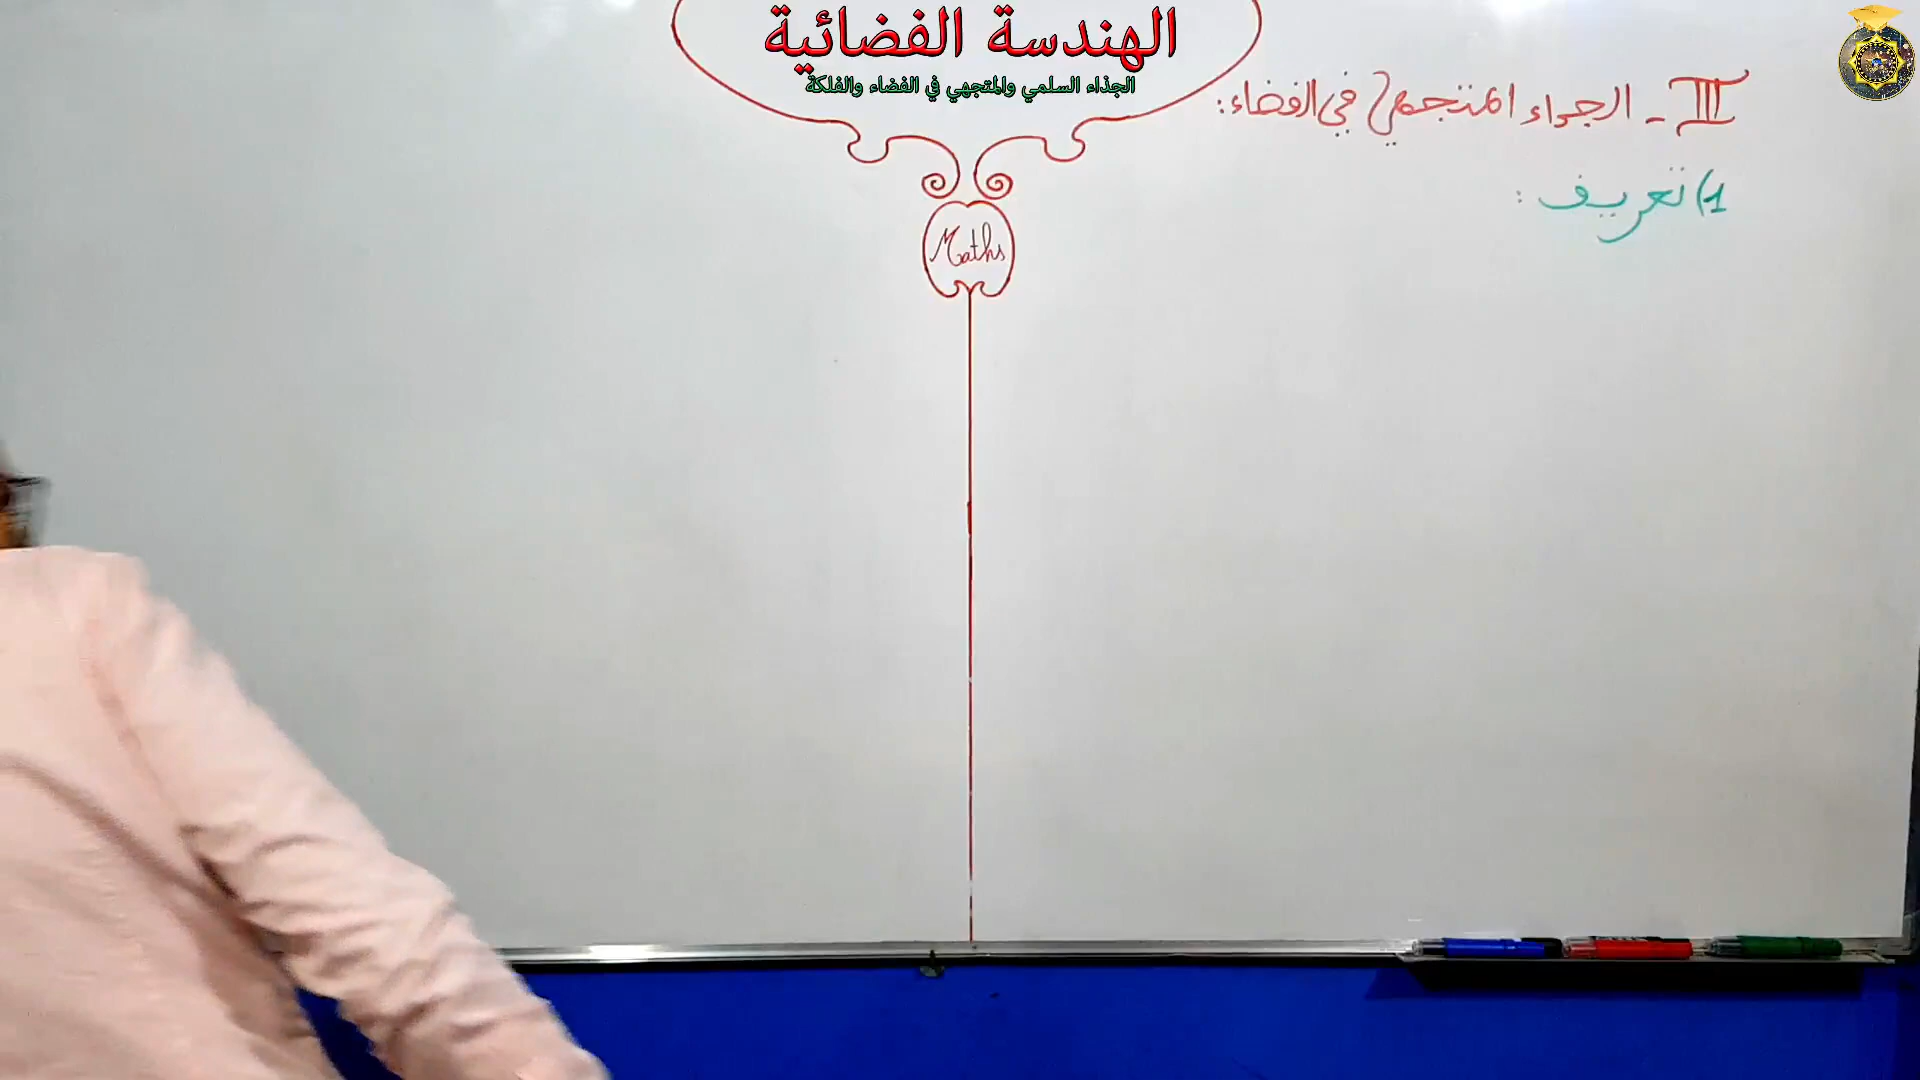 الهندسة الفضائية
الجذاء السلمي والمتجهي في الفضاء والفلكة
III - الجداء المتجهي في الفضاء:
1) تعريف :
Maths